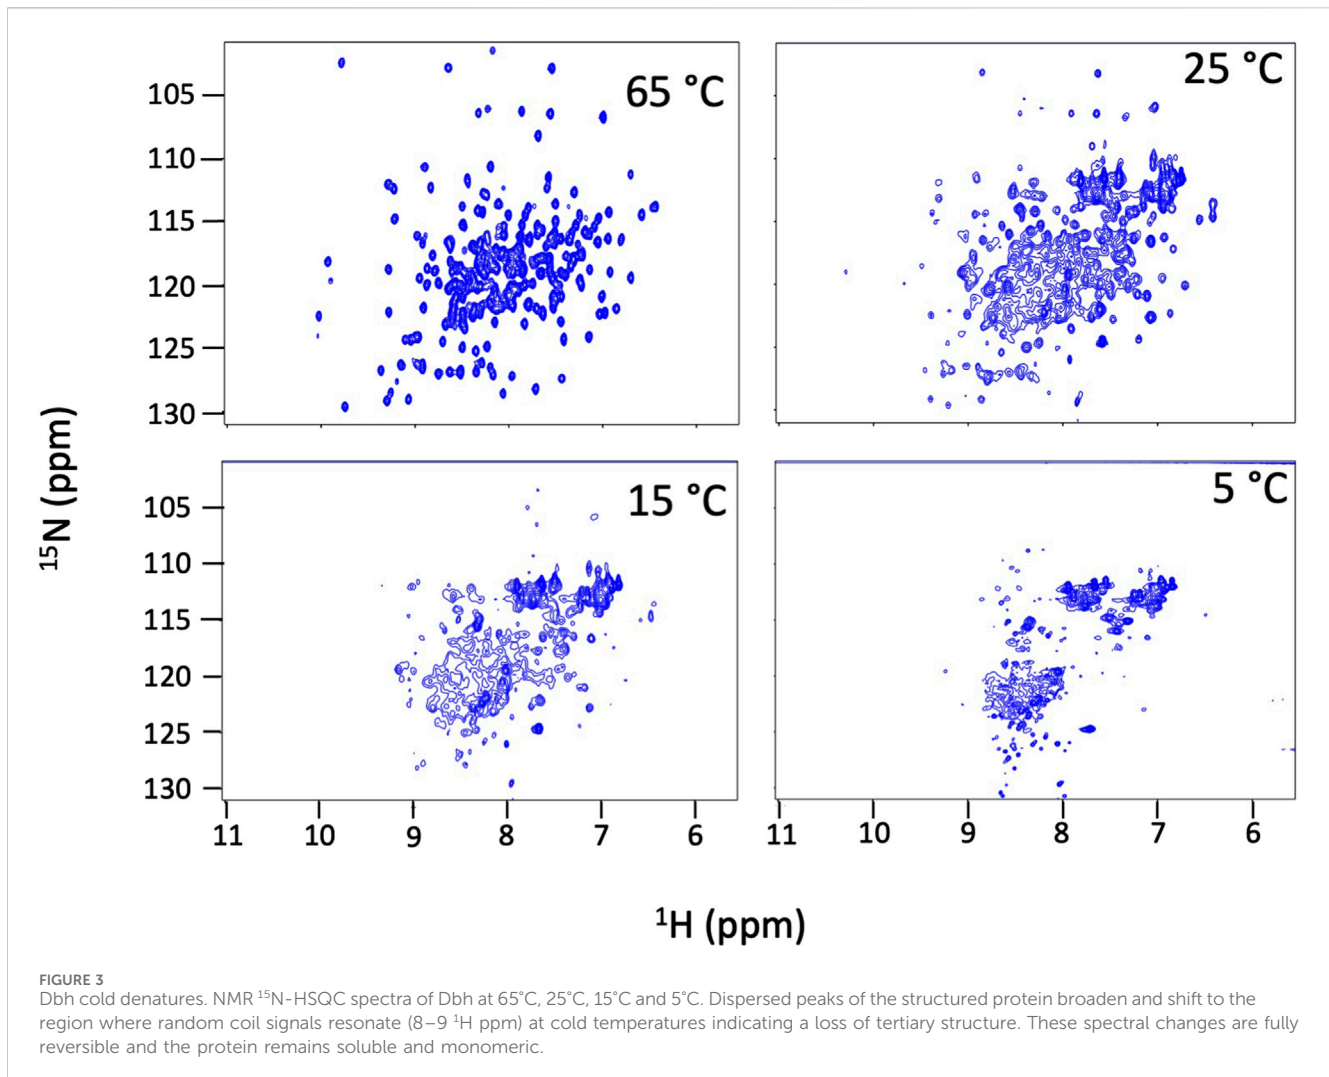 65 °C
25 °C
105
110
115
120
125
130
15 °C
5 °C
105
110
115
120
125
130
¹⁵N (ppm)
11 10 9 8 7 6
11 10 9 8 7 6
¹H (ppm)
FIGURE 3
Dbh cold denatures. NMR ¹⁵N-HSQC spectra of Dbh at 65°C, 25°C, 15°C and 5°C. Dispersed peaks of the structured protein broaden and shift to the
region where random coil signals resonate (8–9 ¹H ppm) at cold temperatures indicating a loss of tertiary structure. These spectral changes are fully
reversible and the protein remains soluble and monomeric.